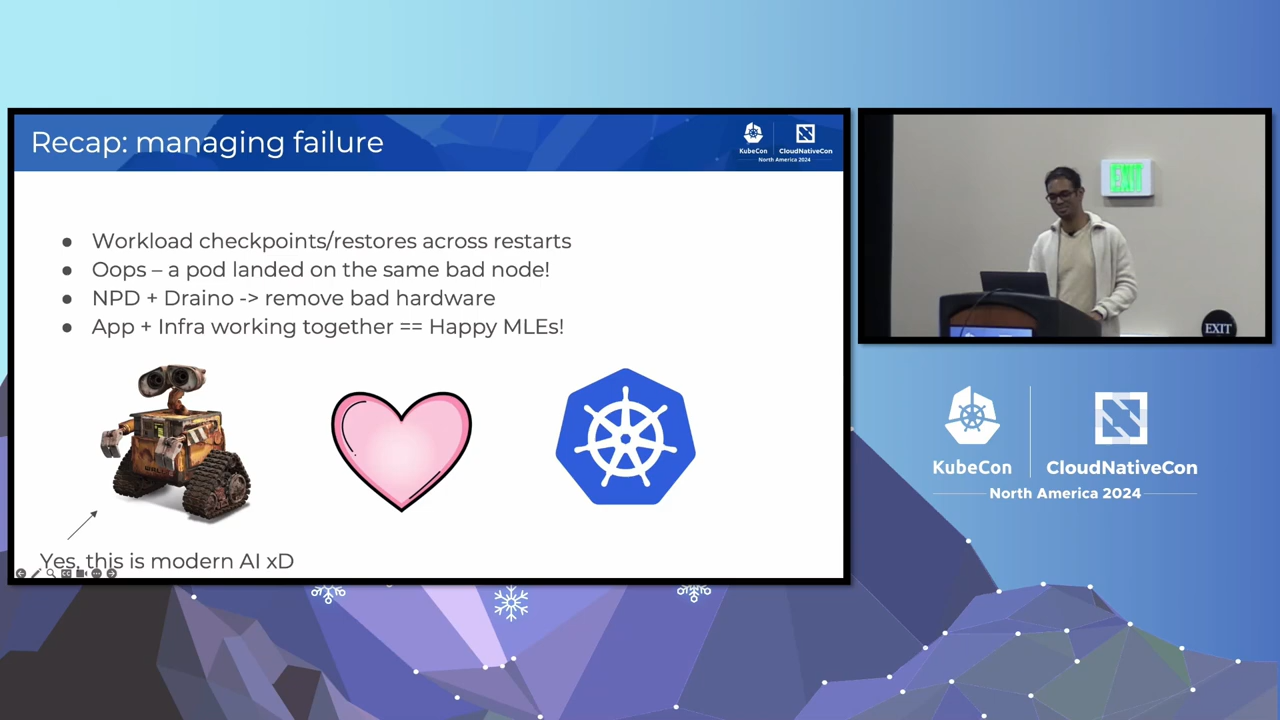 Recap: managing failure
KubeCon
CloudNativeCon
North America 2024
● Workload checkpoints/restores across restarts
● Oops – a pod landed on the same bad node!
● NPD + Draino -> remove bad hardware
● App + Infra working together == Happy MLEs!
WALL·E
Yes, this is modern AI xD
EXIT
EXIT
KubeCon
CloudNativeCon
North America 2024